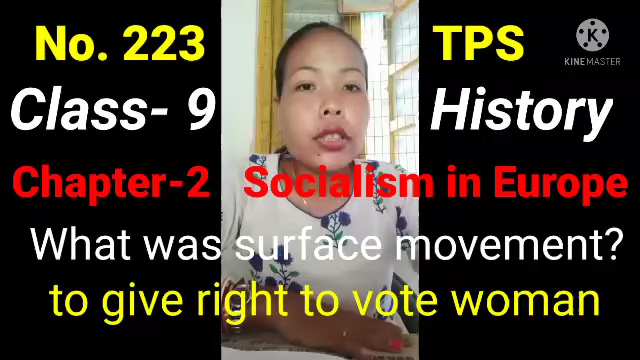 No. 223 TPS
KINEMASTER
Class- 9 History
Chapter-2 Socialism in Europe
What was surface movement?
to give right to vote woman